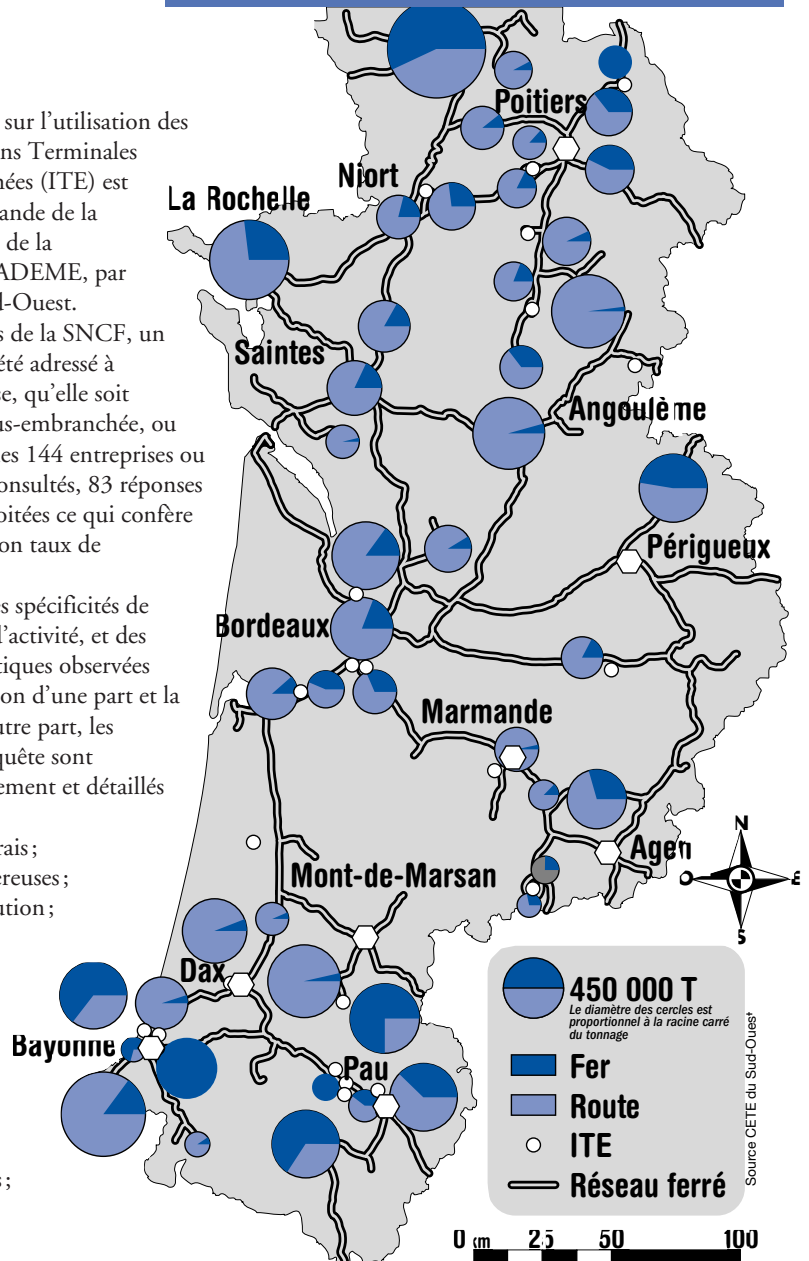 sur l’utilisation des
ns Terminales
nées (ITE) est
ande de la
de la
ADEME, par
d-Ouest.
s de la SNCF, un
été adressé à
se, qu’elle soit
us-embranchée, ou
es 144 entreprises ou
onsultés, 83 réponses
oitées ce qui confère
on taux de
es spécificités de
l’activité, et des
tiques observées
on d’une part et la
utre part, les
quête sont
ement et détaillés
rais ;
ereuses ;
ution ;
s ;
Poitiers
Niort
La Rochelle
Saintes
Angoulème
Périgueux
Bordeaux
Marmande
Agen
Mont-de-Marsan
Dax
Bayonne
Pau
N
O
E
S
450 000 T
Le diamètre des cercles est
proportionnel à la racine carré
du tonnage
Fer
Route
ITE
Réseau ferré
Source CETE du Sud-Ouest
0 km 25 50 100